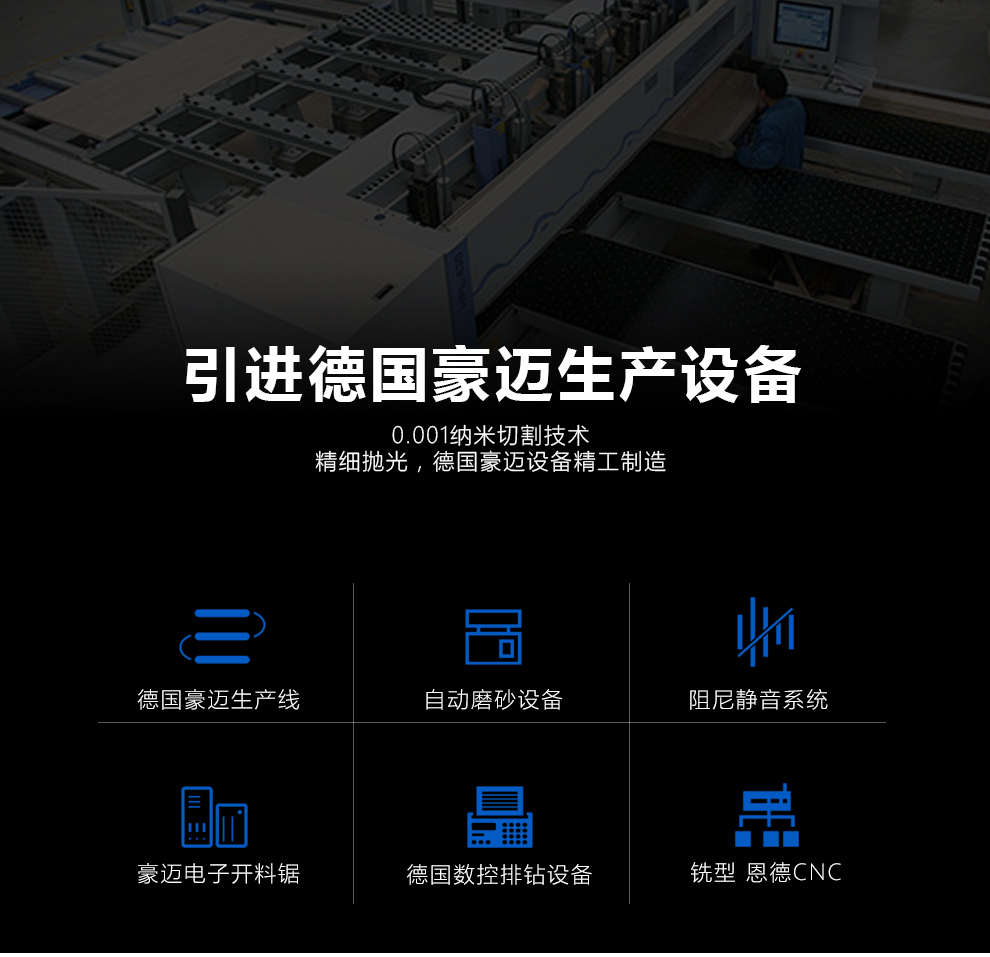 引进德国豪迈生产设备
0.001纳米切割技术
精细抛光，德国豪迈设备精工制造
德国豪迈生产线
自动磨砂设备
阻尼静音系统
豪迈电子开料锯
德国数控排钻设备
铣型 恩德CNC